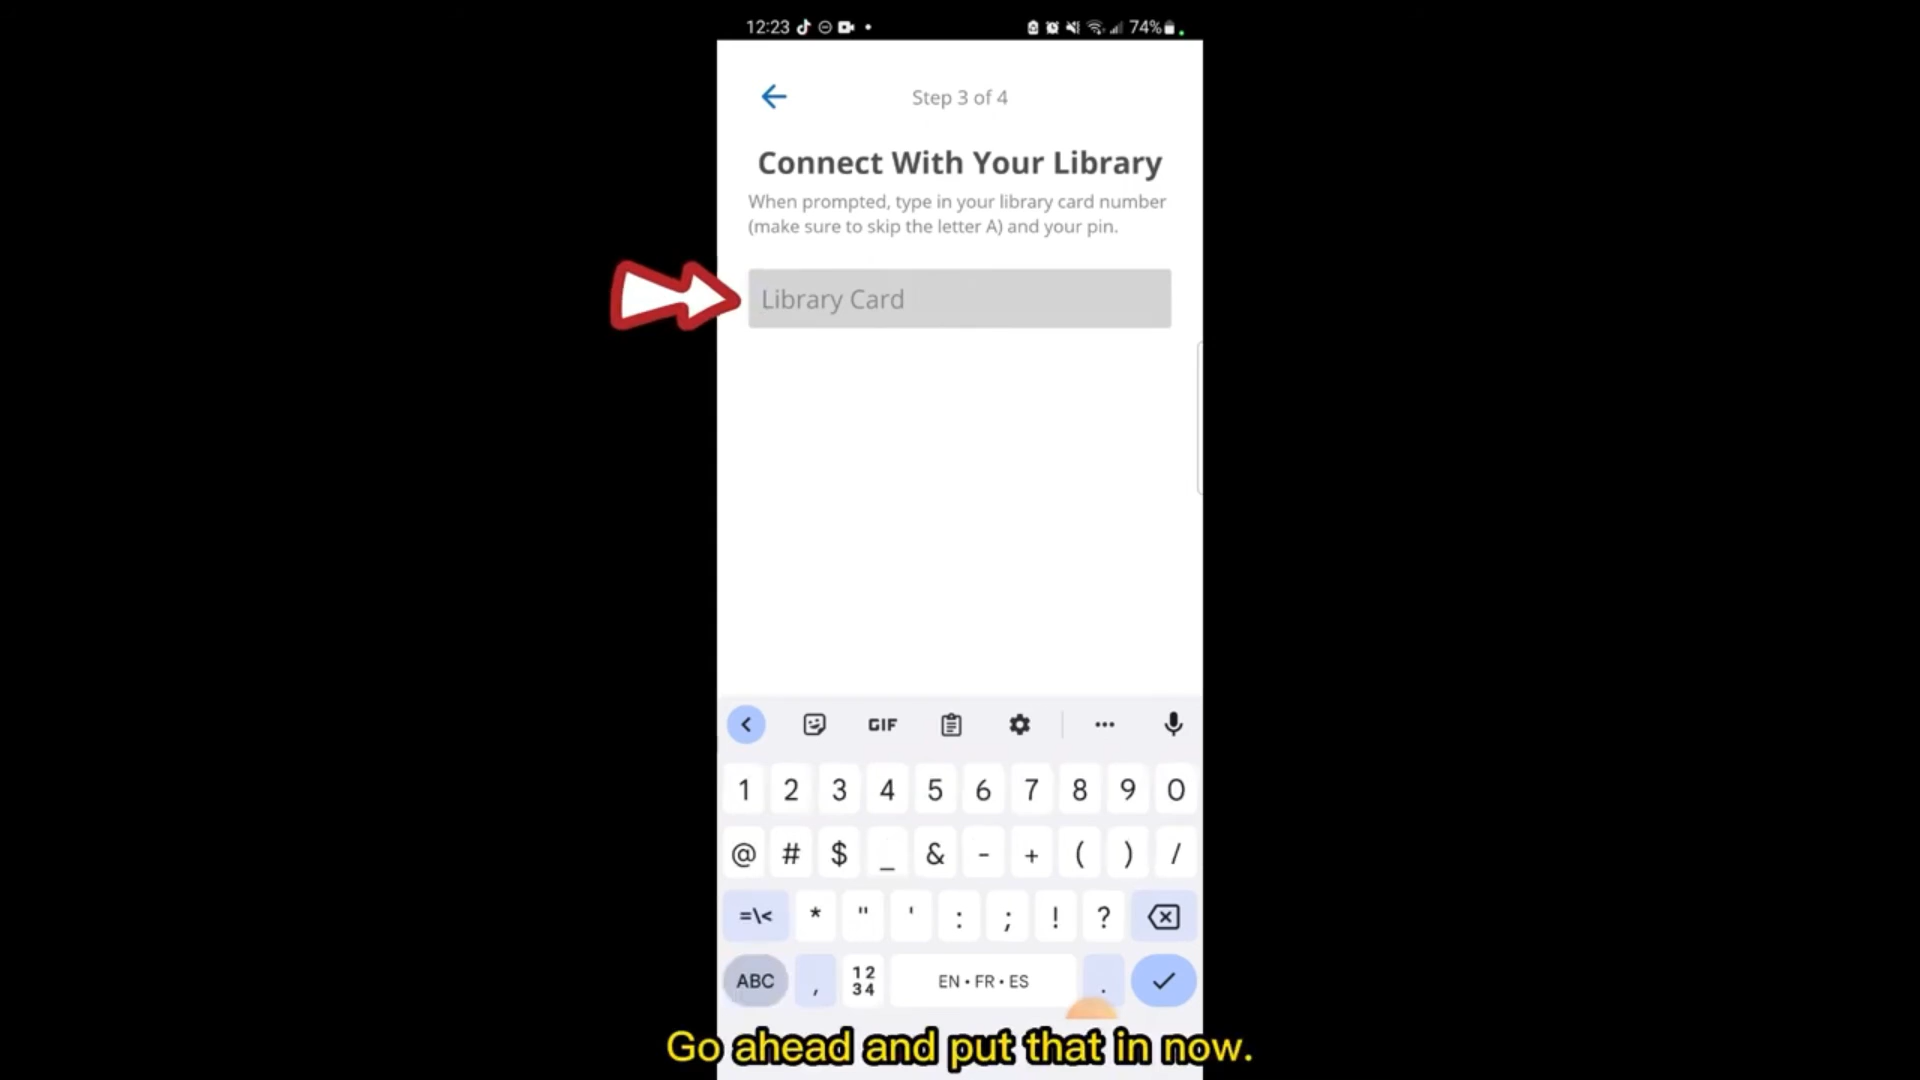 12:23
74%
Step 3 of 4
Connect With Your Library
When prompted, type in your library card number
(make sure to skip the letter A) and your pin.
Library Card
GIF
1 2 3 4 5 6 7 8 9 0
@ # $ _ & - + ( ) /
=\< * " ' : ; ! ?
ABC , 12 34 EN • FR • ES .
Go ahead and put that in now.